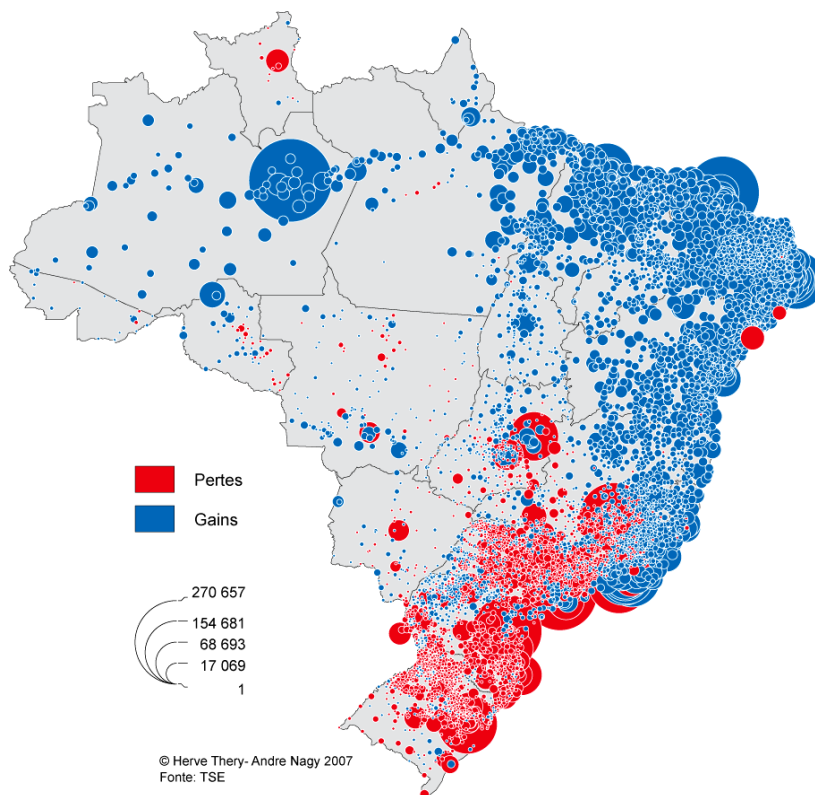 Pertes
Gains
270 657
154 681
68 693
17 069
1
© Herve Thery- Andre Nagy 2007
Fonte: TSE